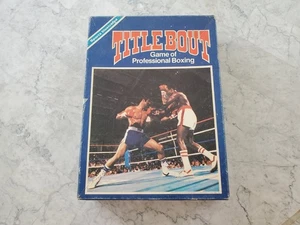 TITLE BOUT
Game of
Professional Boxing